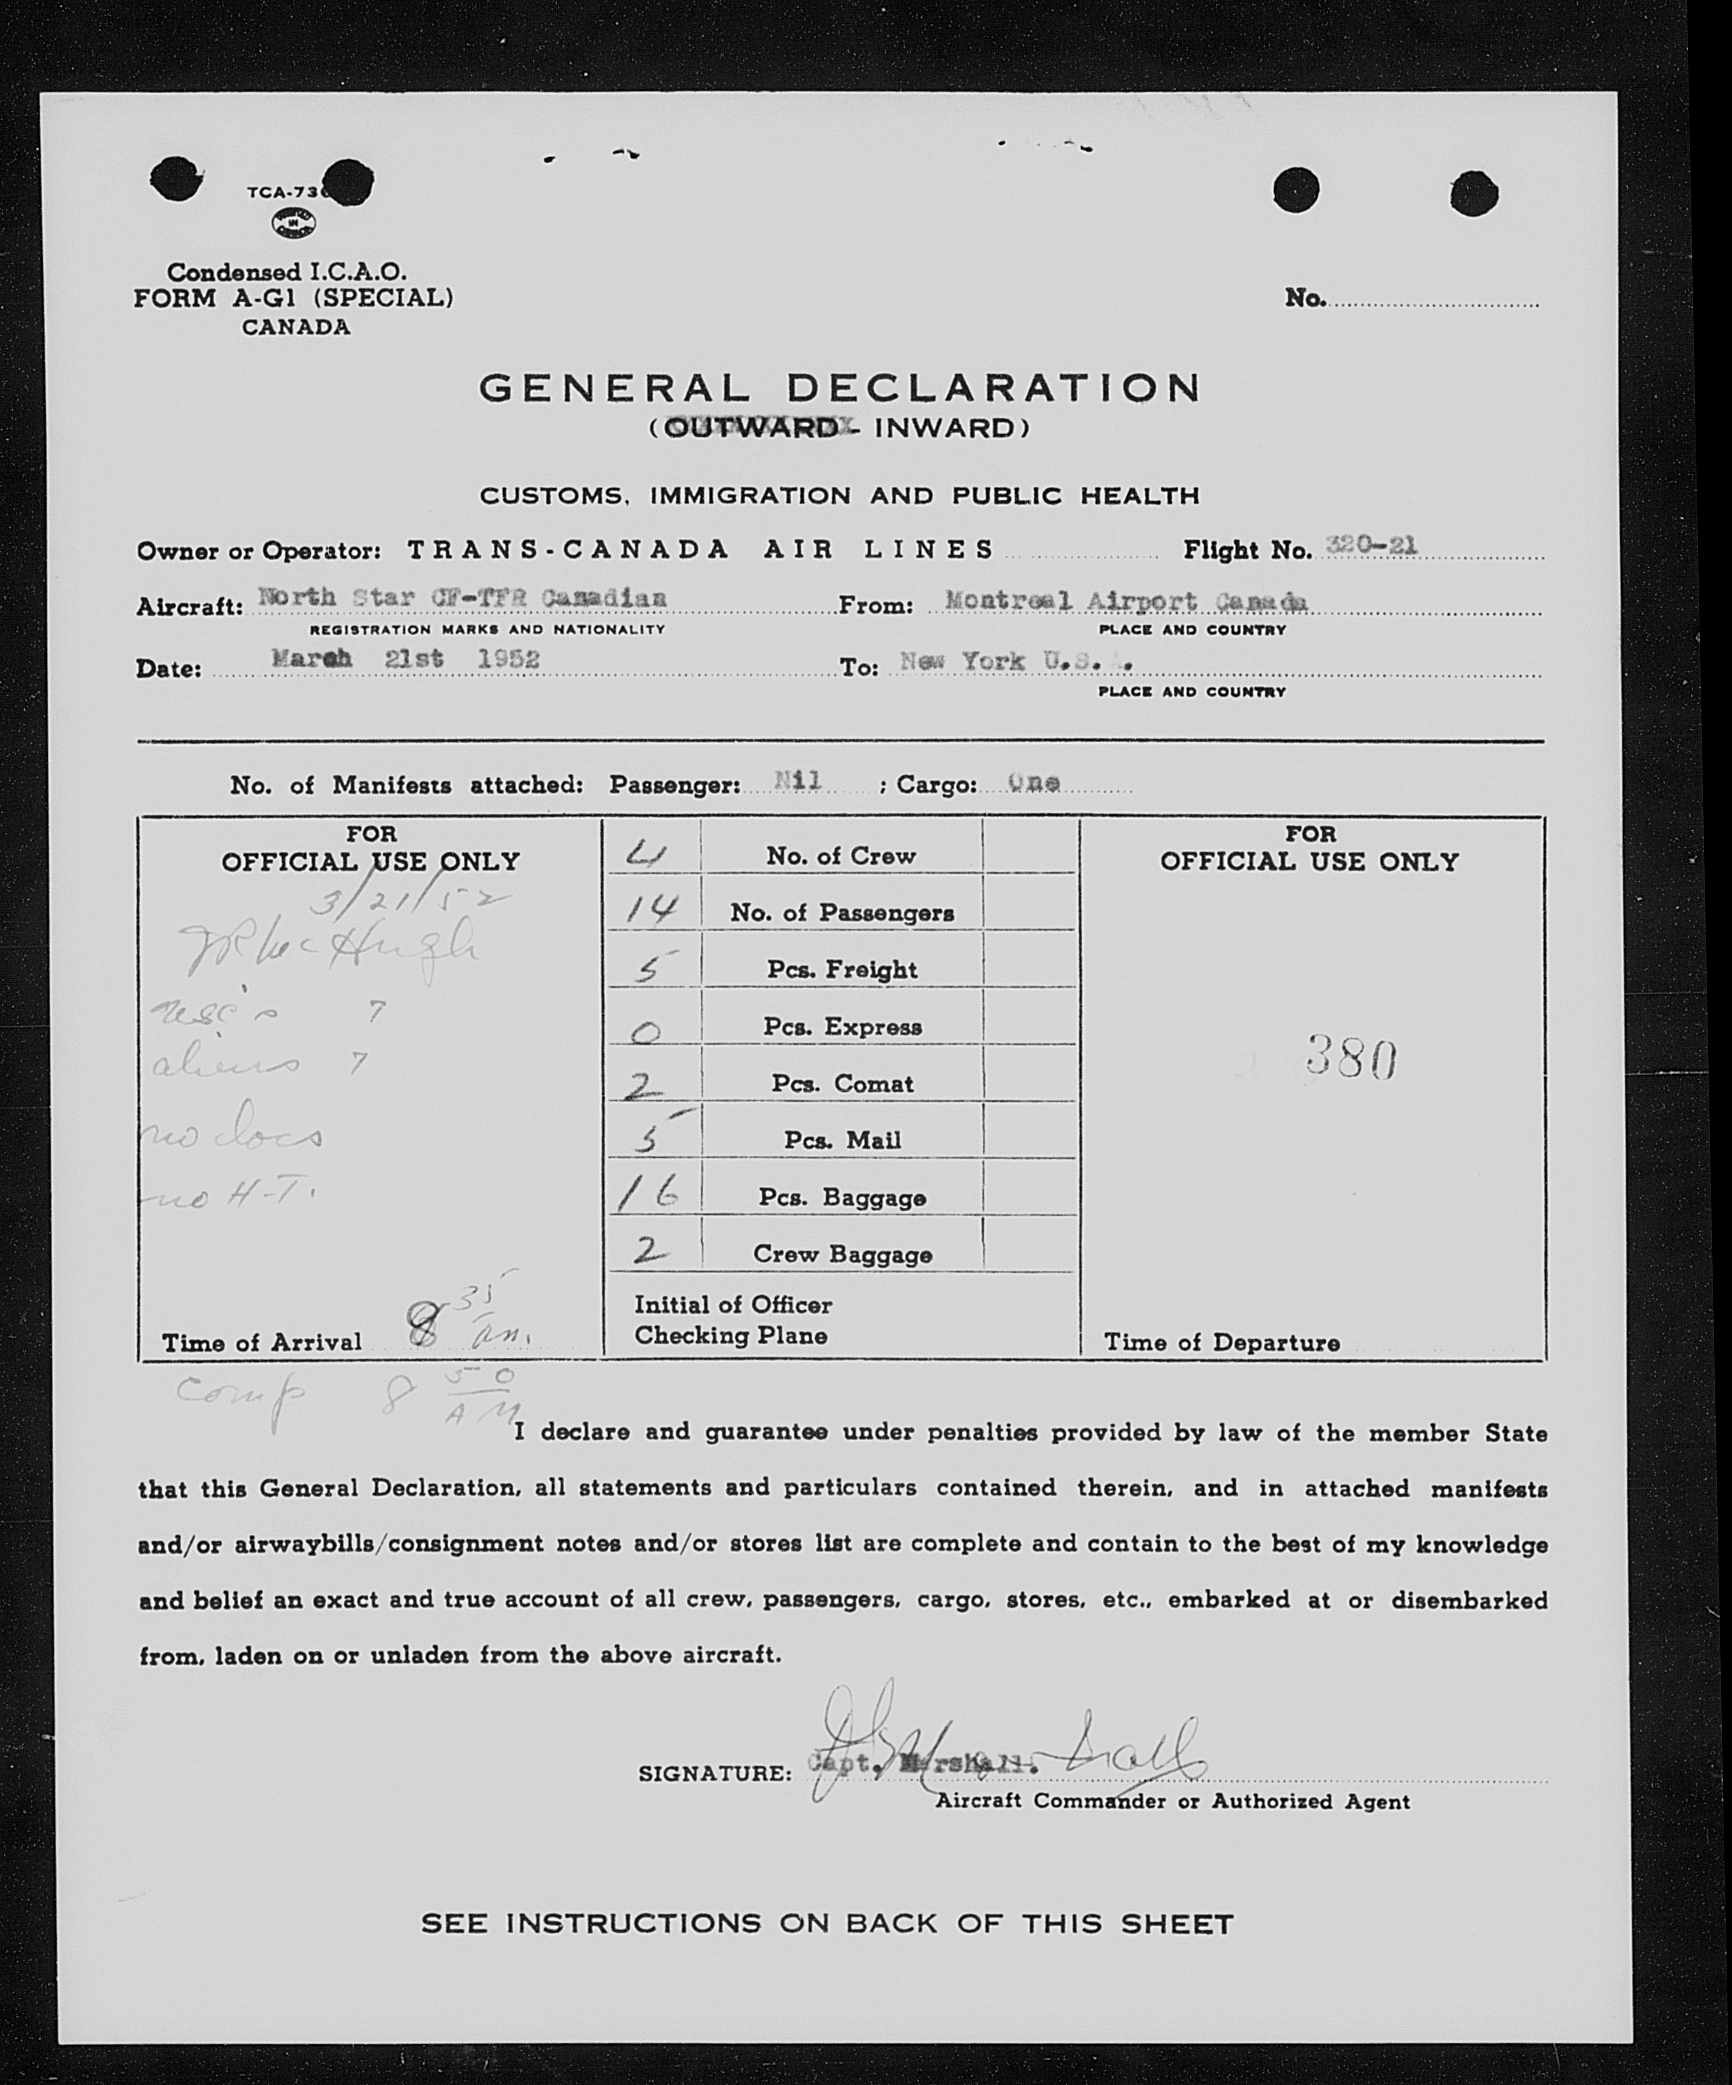 TCA-73
IN
Condensed I.C.A.O.
FORM A-G1 (SPECIAL)
CANADA
No.
GENERAL DECLARATION
(OUTWARD - INWARD)
CUSTOMS, IMMIGRATION AND PUBLIC HEALTH
Owner or Operator: TRANS-CANADA AIR LINES Flight No. 320-21
Aircraft: North Star CF-TFR Canadian From: Montreal Airport Canada
REGISTRATION MARKS AND NATIONALITY PLACE AND COUNTRY
Date: March 21st 1952 To: New York U.S. .
PLACE AND COUNTRY
No. of Manifests attached: Passenger: Nil ; Cargo: One
FOR
OFFICIAL USE ONLY
3/21/52
JR McHugh
USC's 7
aliens 7
no docs
no H-T.
Time of Arrival 8 35 am.
4 No. of Crew
14 No. of Passengers
5 Pcs. Freight
0 Pcs. Express
2 Pcs. Comat
5 Pcs. Mail
16 Pcs. Baggage
2 Crew Baggage
Initial of Officer
Checking Plane
FOR
OFFICIAL USE ONLY
380
Time of Departure
comp 8 50 AM
I declare and guarantee under penalties provided by law of the member State
that this General Declaration, all statements and particulars contained therein, and in attached manifests
and/or airwaybills/consignment notes and/or stores list are complete and contain to the best of my knowledge
and belief an exact and true account of all crew, passengers, cargo, stores, etc., embarked at or disembarked
from, laden on or unladen from the above aircraft.
SIGNATURE: Capt. Marshall.
Aircraft Commander or Authorized Agent
SEE INSTRUCTIONS ON BACK OF THIS SHEET